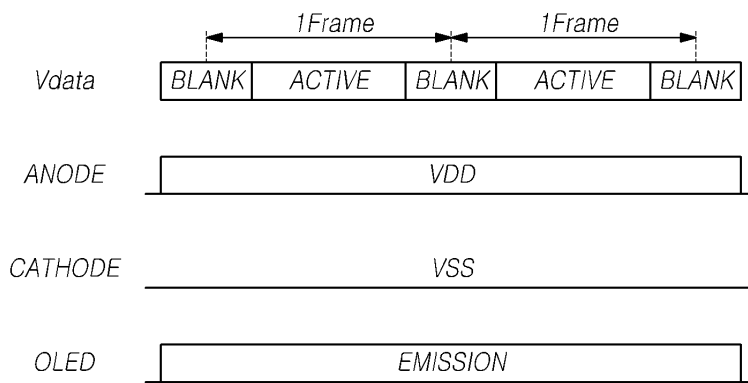 1Frame 1Frame
Vdata BLANK ACTIVE BLANK ACTIVE BLANK
ANODE VDD
CATHODE VSS
OLED EMISSION